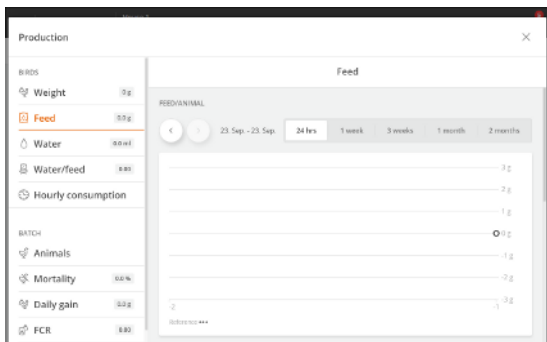 Production
BIRDS
Weight 0 g
Feed 0.0 g
Water 0.0 ml
Water/feed 0.00
Hourly consumption
BATCH
Animals
Mortality 0.0 %
Daily gain 0.0 g
FCR 0.00
Feed
FEED/ANIMAL
23. Sep. - 23. Sep. 24 hrs 1 week 3 weeks 1 month 2 months
3 g
2 g
1 g
0 g
-1 g
-2 g
-3 g
-2 -1
Reference